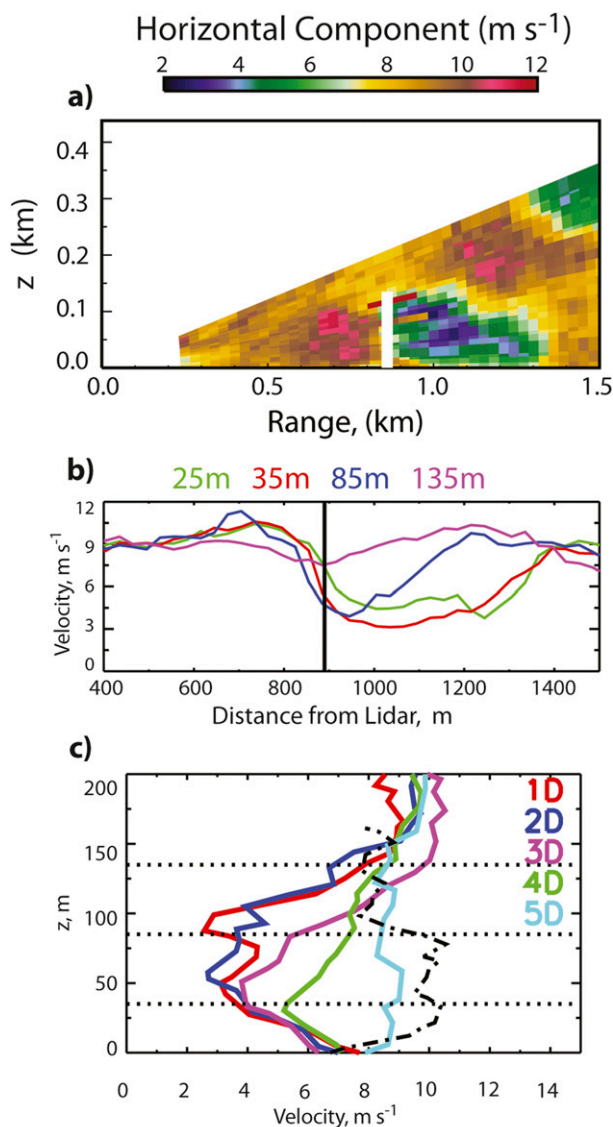 Horizontal Component (m s-1)
2 4 6 8 10 12
a)
0.4
0.3
0.2
0.1
0.0
z (km)
0.0 0.5 1.0 1.5
Range, (km)
b)
25m 35m 85m 135m
12
9
6
3
0
Velocity, m s-1
400 600 800 1000 1200 1400
Distance from Lidar, m
c)
200
150
100
50
0
z, m
1D
2D
3D
4D
5D
0 2 4 6 8 10 12 14
Velocity, m s-1